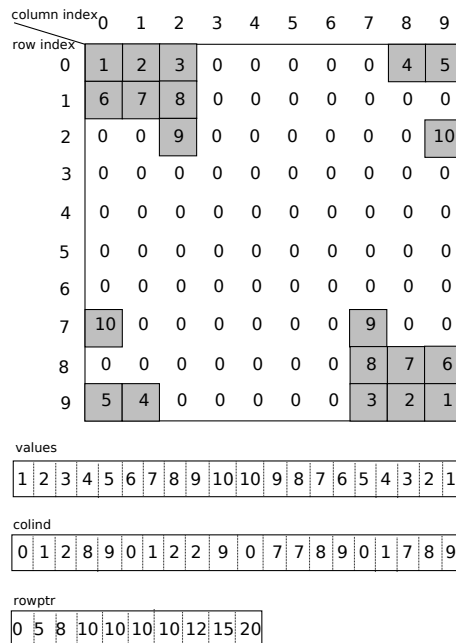 column index 0 1 2 3 4 5 6 7 8 9
row index
0 1 2 3 0 0 0 0 0 4 5
1 6 7 8 0 0 0 0 0 0 0
2 0 0 9 0 0 0 0 0 0 10
3 0 0 0 0 0 0 0 0 0 0
4 0 0 0 0 0 0 0 0 0 0
5 0 0 0 0 0 0 0 0 0 0
6 0 0 0 0 0 0 0 0 0 0
7 10 0 0 0 0 0 0 9 0 0
8 0 0 0 0 0 0 0 8 7 6
9 5 4 0 0 0 0 0 3 2 1
values
1 2 3 4 5 6 7 8 9 10 10 9 8 7 6 5 4 3 2 1
colind
0 1 2 8 9 0 1 2 2 9 0 7 7 8 9 0 1 7 8 9
rowptr
0 5 8 10 10 10 10 12 15 20